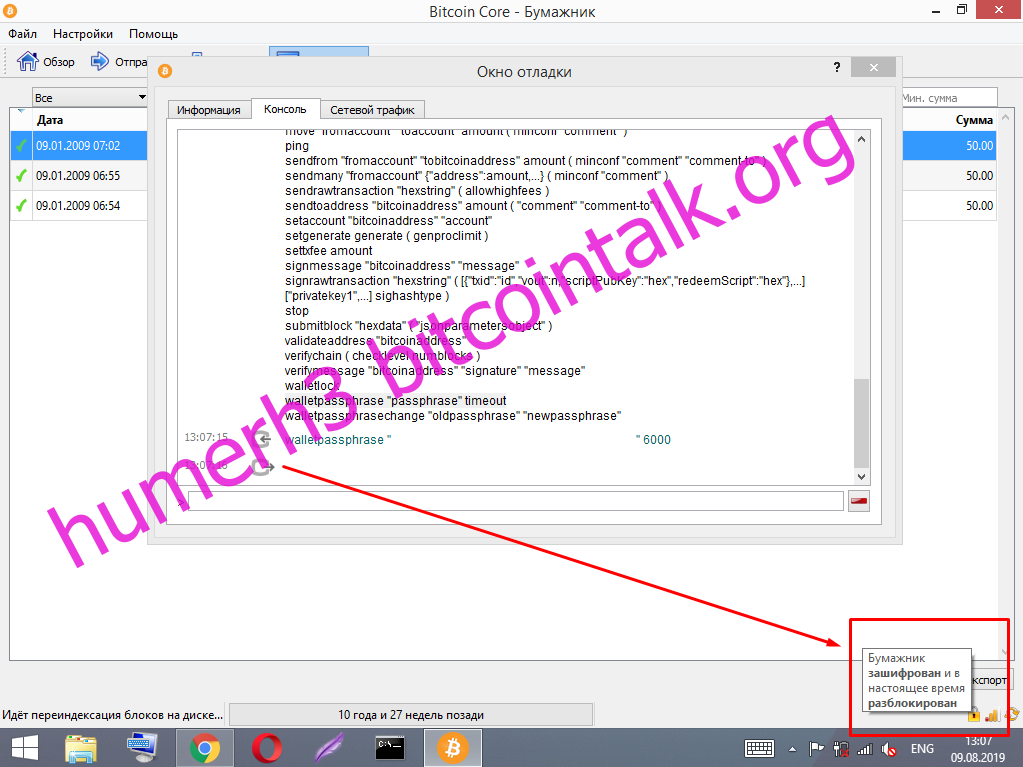 Bitcoin Core - Бумажник
Файл Настройки Помощь
Обзор Отпра
Окно отладки
?
Информация Консоль Сетевой трафик
Все
Мин. сумма
Дата Сумма
09.01.2009 07:02 50.00
09.01.2009 06:55 50.00
09.01.2009 06:54 50.00
move "fromaccount" "toaccount" amount ( minconf "comment" )
ping
sendfrom "fromaccount" "tobitcoinaddress" amount ( minconf "comment" "comment-to" )
sendmany "fromaccount" {"address":amount,...} ( minconf "comment" )
sendrawtransaction "hexstring" ( allowhighfees )
sendtoaddress "bitcoinaddress" amount ( "comment" "comment-to" )
setaccount "bitcoinaddress" "account"
setgenerate generate ( genproclimit )
settxfee amount
signmessage "bitcoinaddress" "message"
signrawtransaction "hexstring" ( [{"txid":"id","vout":n,"scriptPubKey":"hex","redeemScript":"hex"},...]
["privatekey1",...] sighashtype )
stop
submitblock "hexdata" ( "jsonparametersobject" )
validateaddress "bitcoinaddress"
verifychain ( checklevel numblocks )
verifymessage "bitcoinaddress" "signature" "message"
walletlock
walletpassphrase "passphrase" timeout
walletpassphrasechange "oldpassphrase" "newpassphrase"
13:07:15 walletpassphrase " " 6000
13:07:16
>
humerh3 bitcointalk.org
Бумажник
зашифрован и в
настоящее время
разблокирован
кспорт
Идёт переиндексация блоков на диске... 10 года и 27 недель позади
C:\_
ENG 13:07
09.08.2019